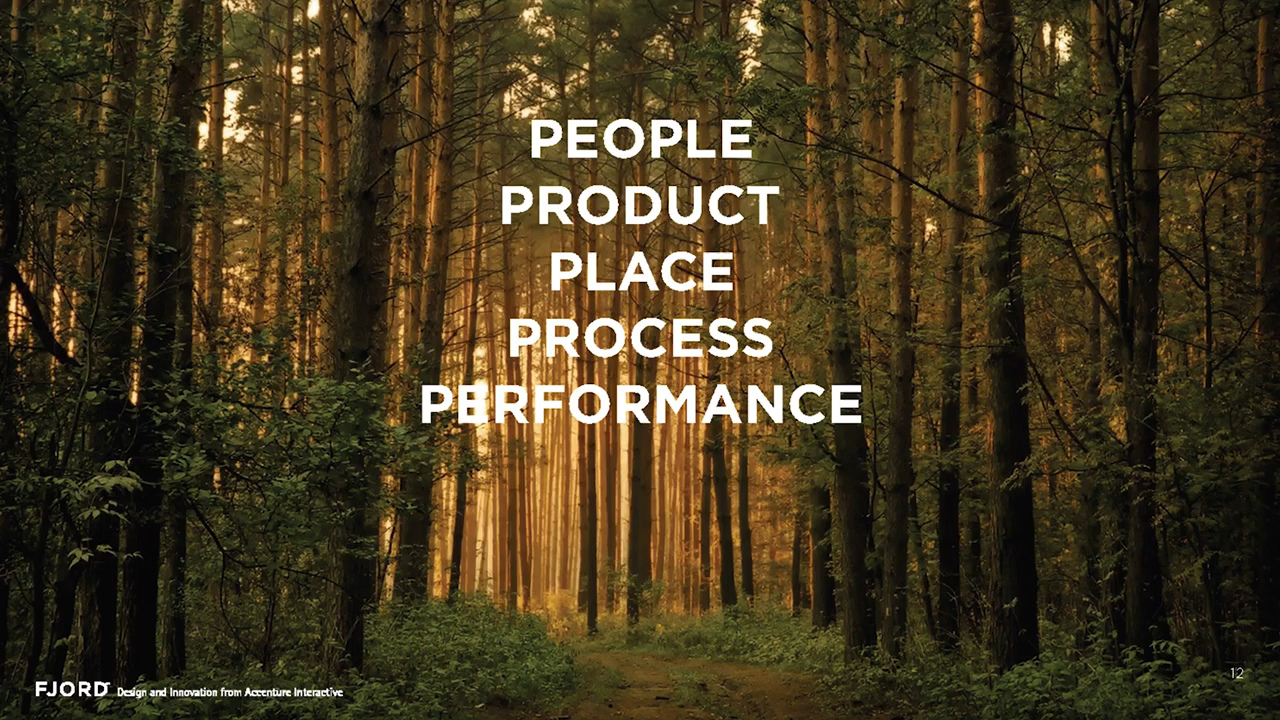 PEOPLE
PRODUCT
PLACE
PROCESS
PERFORMANCE
FJORD Design and Innovation from Accenture Interactive
12